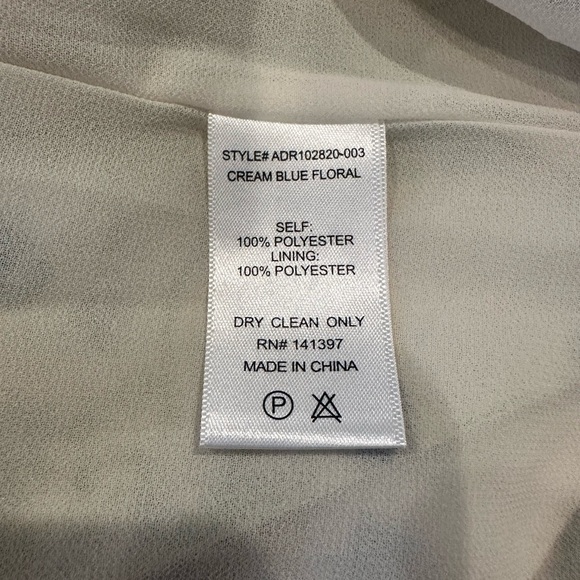 STYLE# ADR102820-003
CREAM BLUE FLORAL
SELF:
100% POLYESTER
LINING:
100% POLYESTER
DRY CLEAN ONLY
RN# 141397
MADE IN CHINA
P